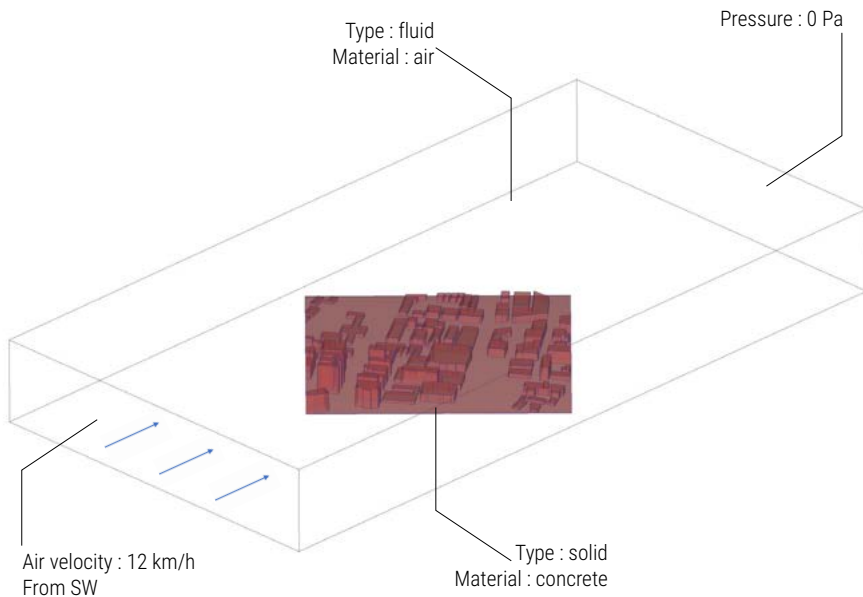 Pressure : 0 Pa
Type : fluid
Material : air
Air velocity : 12 km/h
From SW
Type : solid
Material : concrete